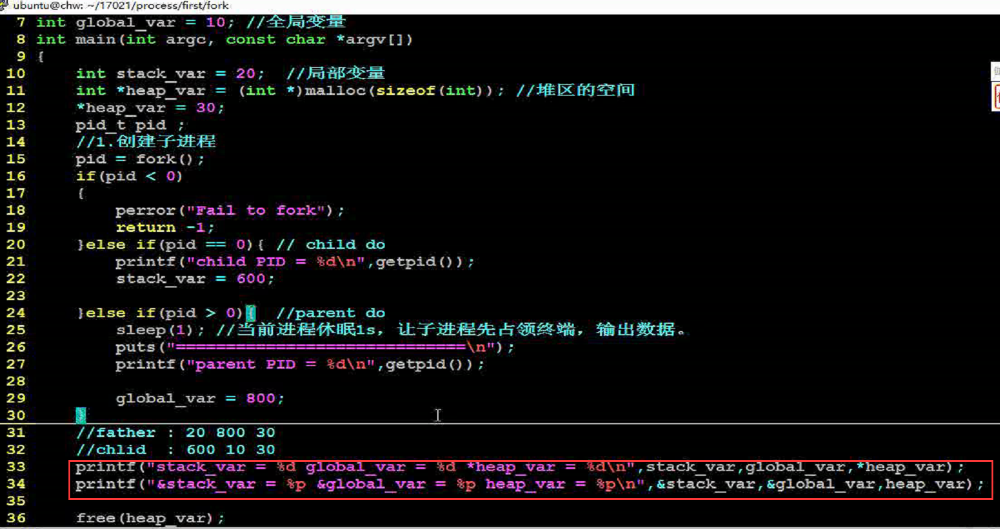 ubuntu@chw: ~/17021/process/first/fork
7 int global_var = 10; //全局变量
8 int main(int argc, const char *argv[])
9 {
10     int stack_var = 20;  //局部变量
11     int *heap_var = (int *)malloc(sizeof(int)); //堆区的空间
12     *heap_var = 30;
13     pid_t pid ;
14     //1.创建子进程
15     pid = fork();
16     if(pid < 0)
17     {
18         perror("Fail to fork");
19         return -1;
20     }else if(pid == 0){ // child do
21         printf("child PID = %d\n",getpid());
22         stack_var = 600;
23
24     }else if(pid > 0){  //parent do
25         sleep(1); //当前进程休眠1s，让子进程先占领终端，输出数据。
26         puts("=============================\n");
27         printf("parent PID = %d\n",getpid());
28
29         global_var = 800;
30     }
31     //father : 20 800 30
32     //chlid  : 600 10 30
33     printf("stack_var = %d global_var = %d *heap_var = %d\n",stack_var,global_var,*heap_var);
34     printf("&stack_var = %p &global_var = %p heap_var = %p\n",&stack_var,&global_var,heap_var);
35
36     free(heap_var);